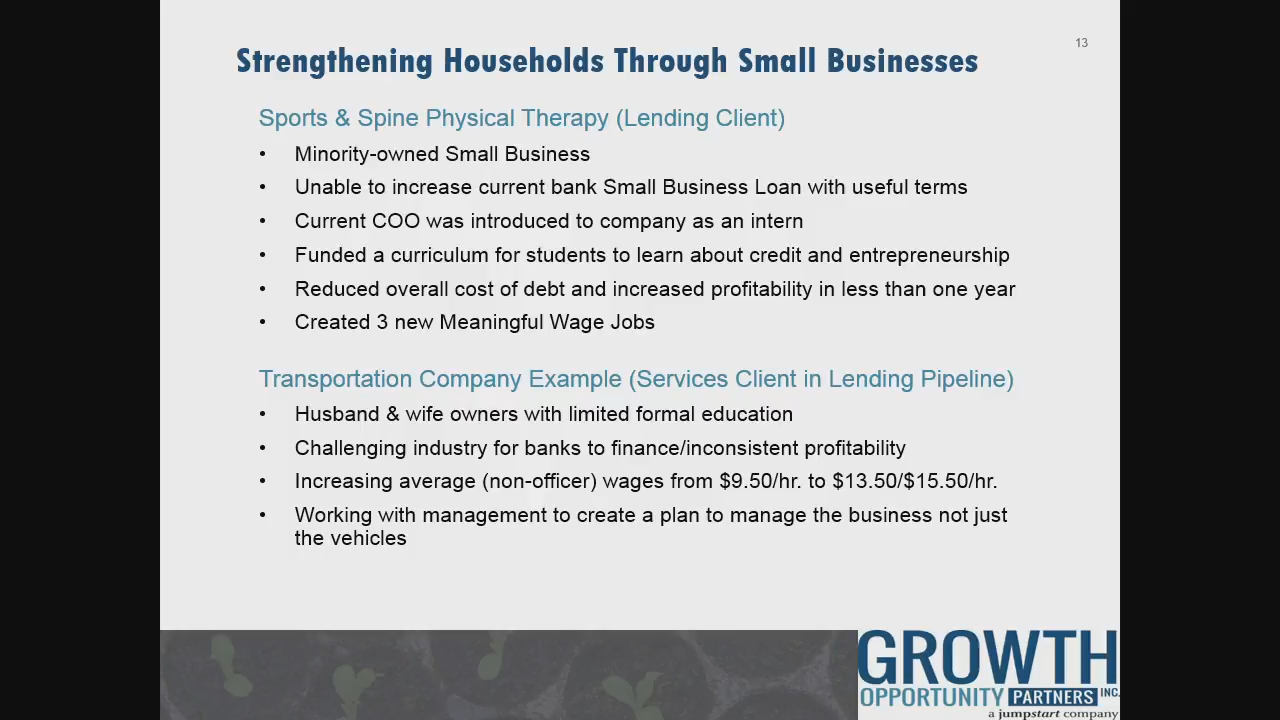 13
Strengthening Households Through Small Businesses
Sports & Spine Physical Therapy (Lending Client)
• Minority-owned Small Business
• Unable to increase current bank Small Business Loan with useful terms
• Current COO was introduced to company as an intern
• Funded a curriculum for students to learn about credit and entrepreneurship
• Reduced overall cost of debt and increased profitability in less than one year
• Created 3 new Meaningful Wage Jobs
Transportation Company Example (Services Client in Lending Pipeline)
• Husband & wife owners with limited formal education
• Challenging industry for banks to finance/inconsistent profitability
• Increasing average (non-officer) wages from $9.50/hr. to $13.50/$15.50/hr.
• Working with management to create a plan to manage the business not just
the vehicles
GROWTH
OPPORTUNITY PARTNERS INC.
a jumpstart company